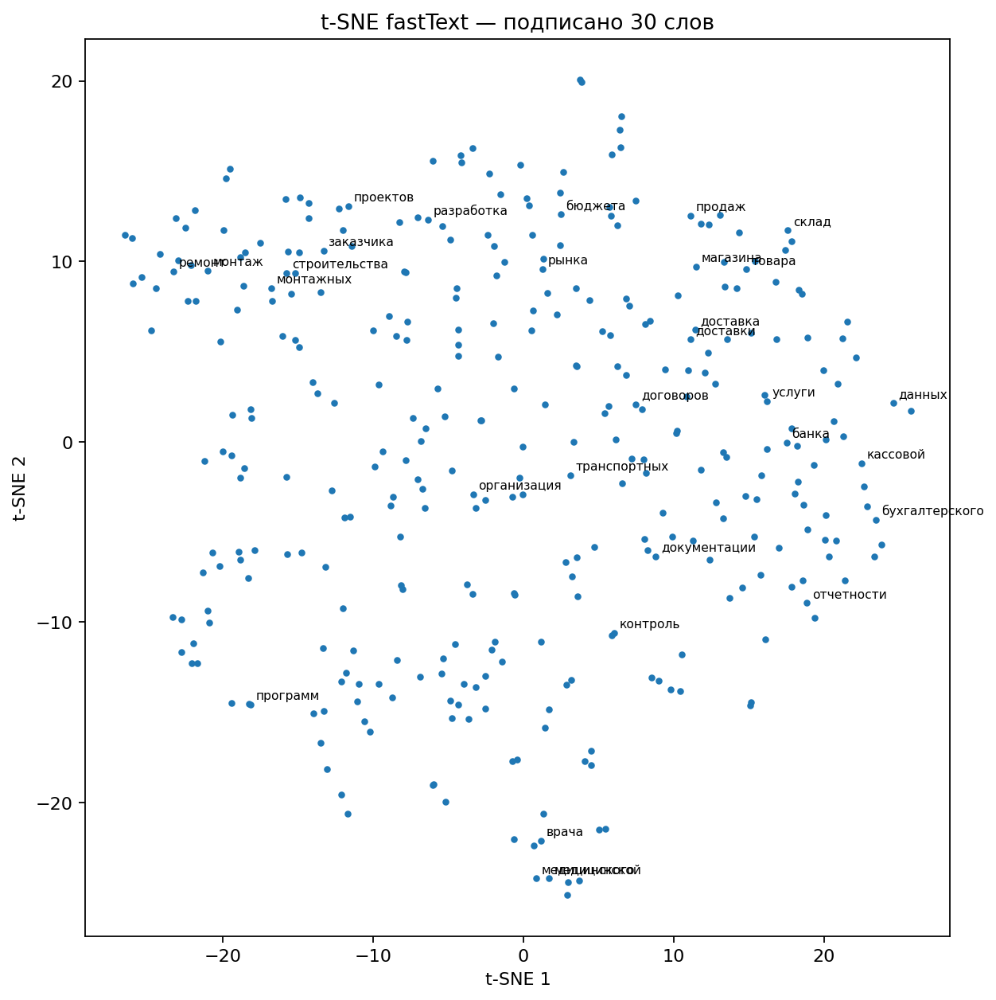 t-SNE fastText — подписано 30 слов
20
10
0
−10
−20
t-SNE 2
проектов
разработка
бюджета
продаж
склад
заказчика
ремонт
монтаж
строительства
рынка
магазина
товара
монтажных
доставка
доставки
договоров
услуги
данных
банка
кассовой
транспортных
организация
бухгалтерского
документации
отчетности
контроль
программ
врача
медицинского
медицинской
−20
−10
0
10
20
t-SNE 1